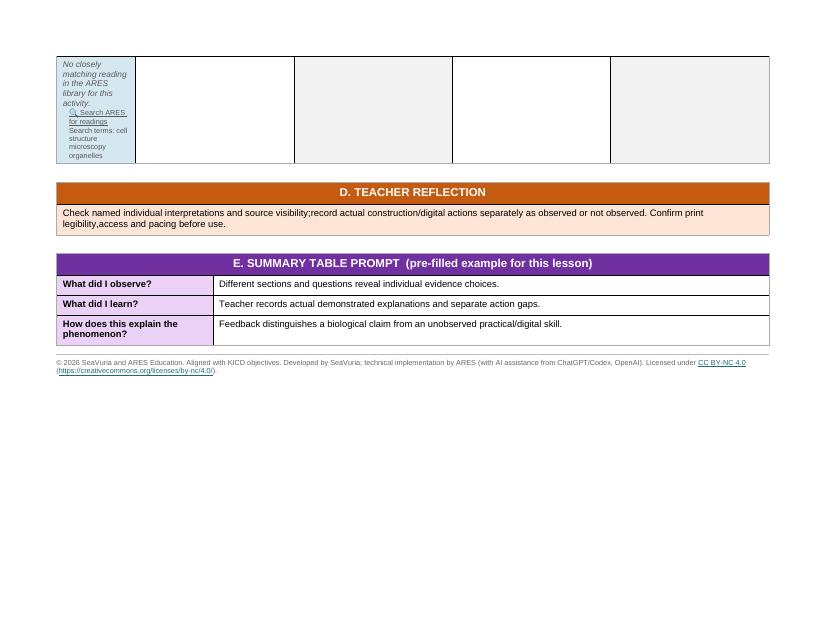 No closely
matching reading
in the ARES
library for this
activity.
🔍 Search ARES
for readings
Search terms: cell
structure
microscopy
organelles
D. TEACHER REFLECTION
Check named individual interpretations and source visibility;record actual construction/digital actions separately as observed or not observed. Confirm print
legibility,access and pacing before use.
E. SUMMARY TABLE PROMPT (pre-filled example for this lesson)
What did I observe?
Different sections and questions reveal individual evidence choices.
What did I learn?
Teacher records actual demonstrated explanations and separate action gaps.
How does this explain the
phenomenon?
Feedback distinguishes a biological claim from an unobserved practical/digital skill.
© 2026 SeaVuria and ARES Education. Aligned with KICD objectives. Developed by SeaVuria; technical implementation by ARES (with AI assistance from ChatGPT/Codex, OpenAI). Licensed under CC BY-NC 4.0
(https://creativecommons.org/licenses/by-nc/4.0/).